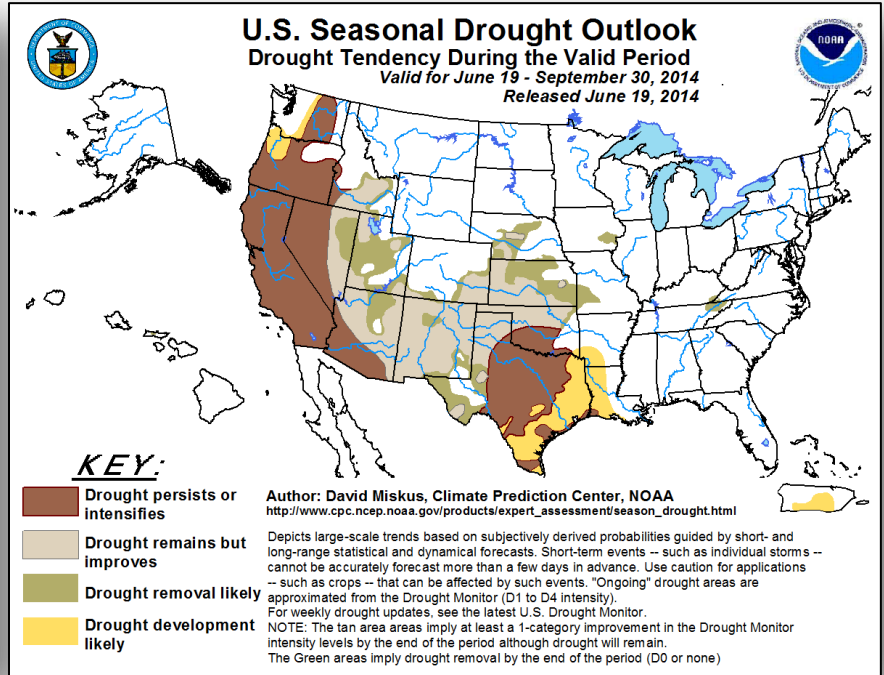 U.S. Seasonal Drought Outlook
Drought Tendency During the Valid Period
Valid for June 19 - September 30, 2014
Released June 19, 2014
NOAA
KEY:
Drought persists or
intensifies
Drought remains but
improves
Drought removal likely
Drought development
likely
Author: David Miskus, Climate Prediction Center, NOAA
http://www.cpc.ncep.noaa.gov/products/expert_assessment/season_drought.html
Depicts large-scale trends based on subjectively derived probabilities guided by short- and
long-range statistical and dynamical forecasts. Short-term events -- such as individual storms --
cannot be accurately forecast more than a few days in advance. Use caution for applications
-- such as crops -- that can be affected by such events. "Ongoing" drought areas are
approximated from the Drought Monitor (D1 to D4 intensity).
For weekly drought updates, see the latest U.S. Drought Monitor.
NOTE: The tan area areas imply at least a 1-category improvement in the Drought Monitor
intensity levels by the end of the period although drought will remain.
The Green areas imply drought removal by the end of the period (D0 or none)